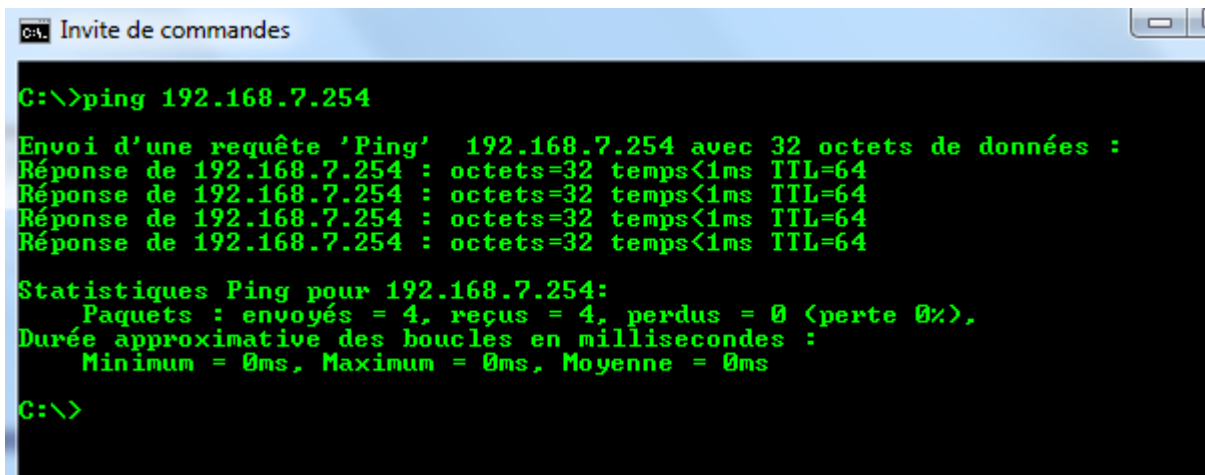 Invite de commandes
C:\>ping 192.168.7.254
Envoi d'une requête 'Ping'  192.168.7.254 avec 32 octets de données :
Réponse de 192.168.7.254 : octets=32 temps<1ms TTL=64
Réponse de 192.168.7.254 : octets=32 temps<1ms TTL=64
Réponse de 192.168.7.254 : octets=32 temps<1ms TTL=64
Réponse de 192.168.7.254 : octets=32 temps<1ms TTL=64
Statistiques Ping pour 192.168.7.254:
    Paquets : envoyés = 4, reçus = 4, perdus = 0 (perte 0%),
Durée approximative des boucles en millisecondes :
    Minimum = 0ms, Maximum = 0ms, Moyenne = 0ms
C:\>